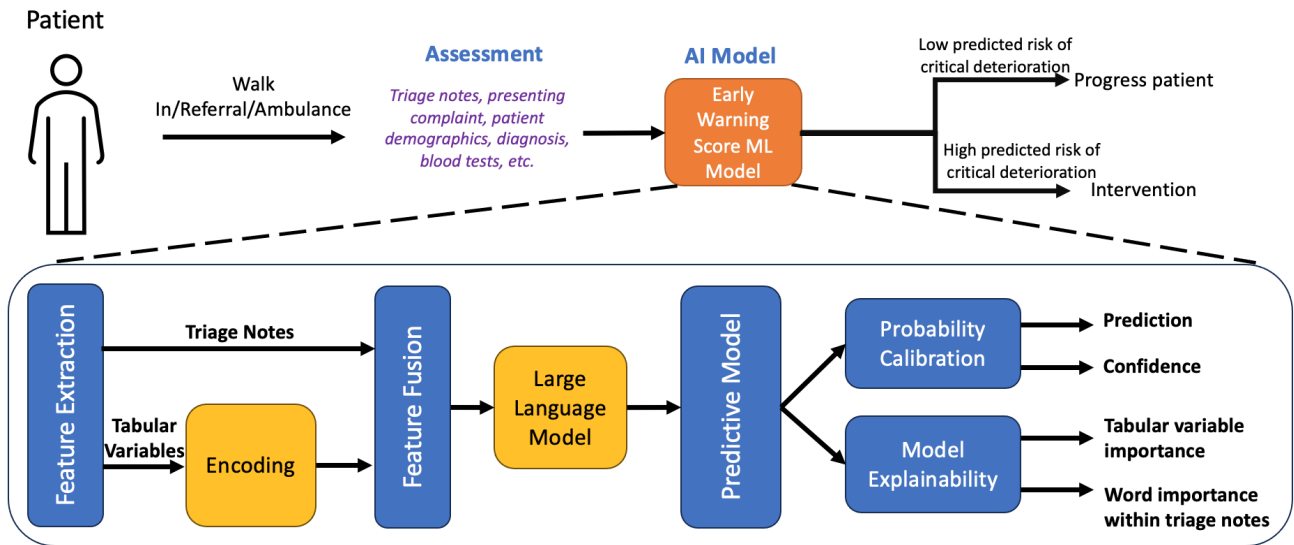 Patient
Walk
In/Referral/Ambulance
Assessment
Triage notes, presenting
complaint, patient
demographics, diagnosis,
blood tests, etc.
AI Model
Early
Warning
Score ML
Model
Low predicted risk of
critical deterioration
Progress patient
High predicted risk of
critical deterioration
Intervention
Feature Extraction
Triage Notes
Tabular
Variables
Encoding
Feature Fusion
Large
Language
Model
Predictive Model
Probability
Calibration
Prediction
Confidence
Model
Explainability
Tabular variable
importance
Word importance
within triage notes